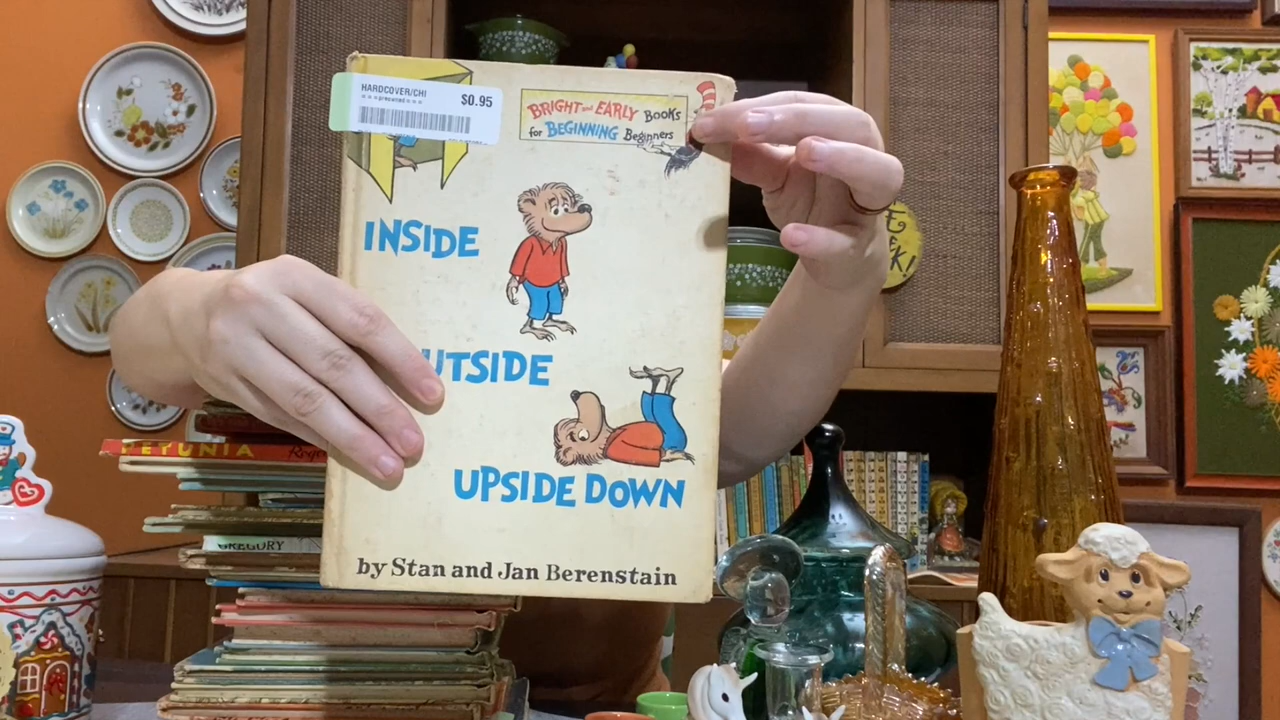 HARDCOVER/CHI
$0.95
BRIGHT and EARLY BOOKS
for BEGINNING Beginners
INSIDE
UTSIDE
UPSIDE DOWN
by Stan and Jan Berenstain
PETUNIA
GREGORY